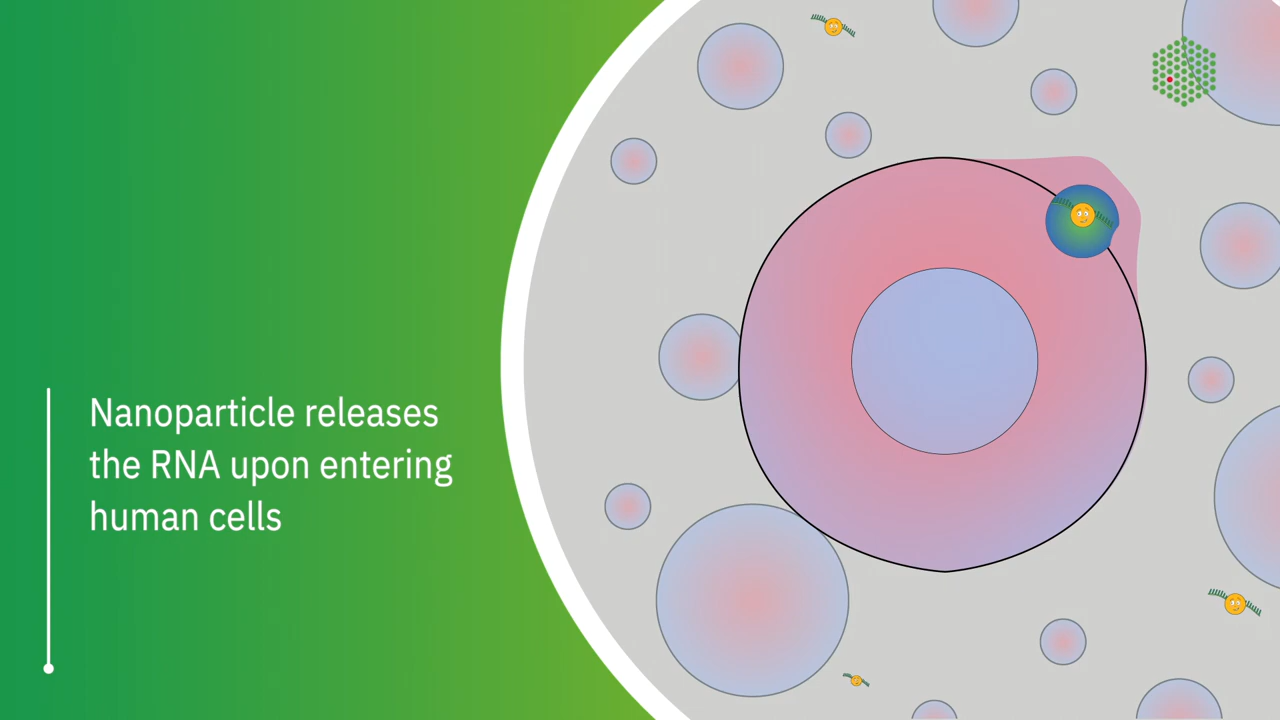 Nanoparticle releases
the RNA upon entering
human cells